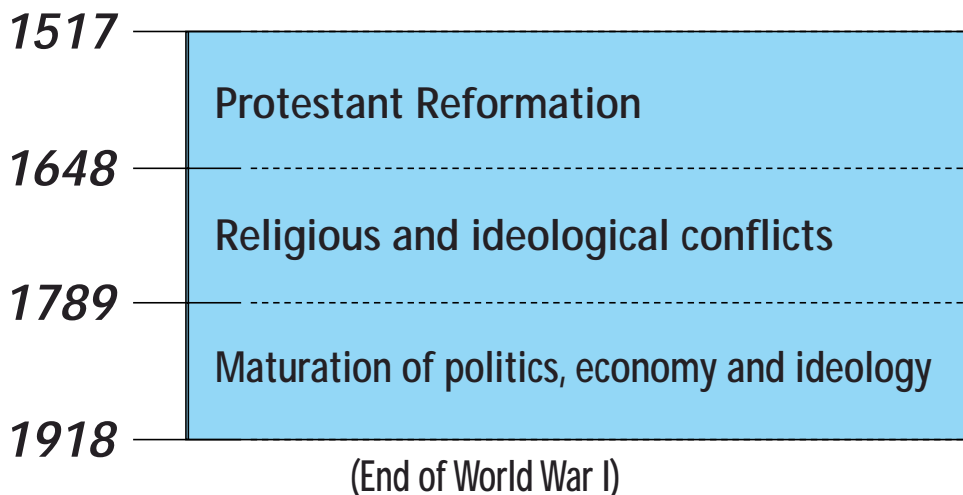 1517
Protestant Reformation
1648
Religious and ideological conflicts
1789
Maturation of politics, economy and ideology
1918
(End of World War I)